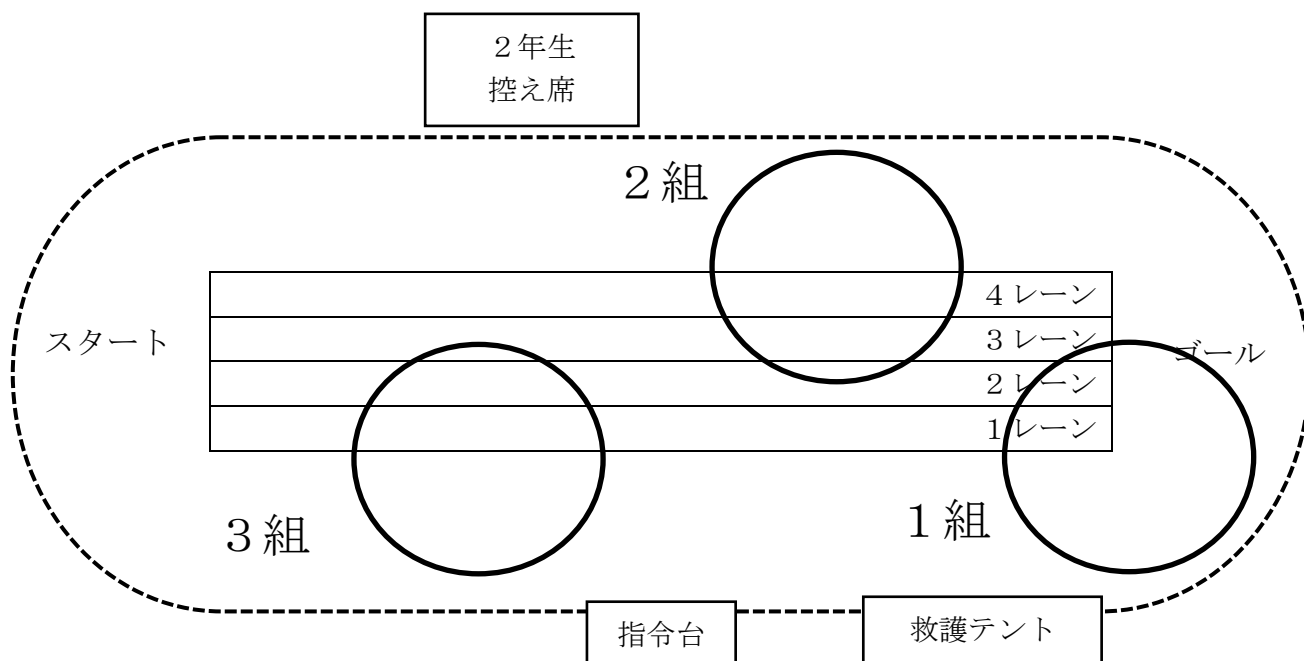 ２年生
控え席
２組
４レーン
スタート
３レーン
ゴール
２レーン
１レーン
３組
１組
指令台
救護テント